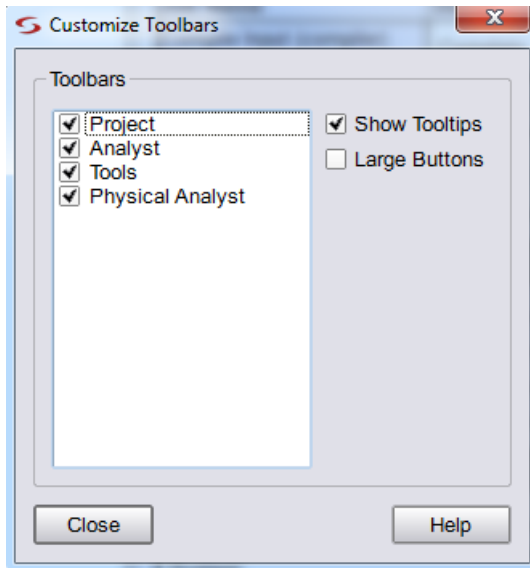 Customize Toolbars
Toolbars
Project
Analyst
Tools
Physical Analyst
Show Tooltips
Large Buttons
Close
Help